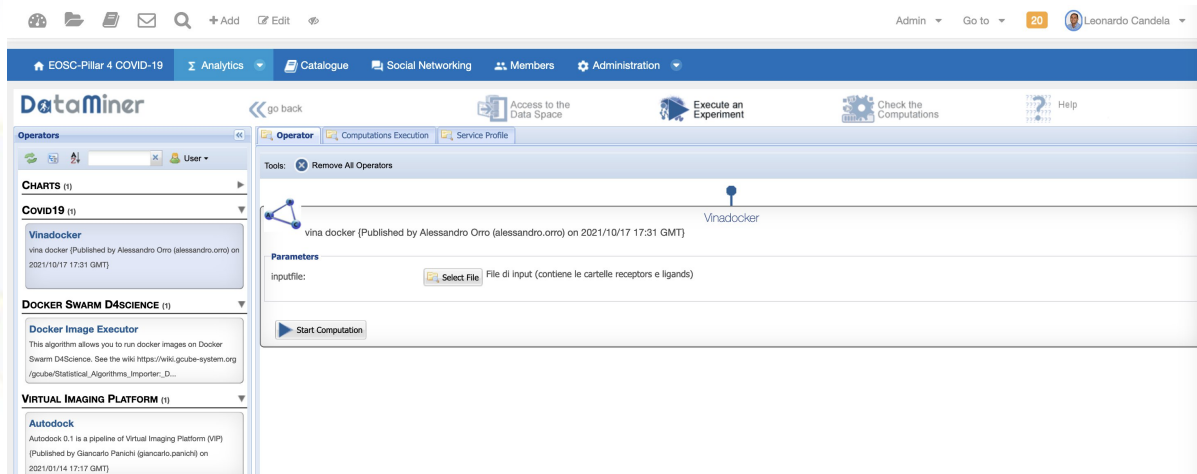 +Add Edit
Admin Go to 20 Leonardo Candela
EOSC-Pillar 4 COVID-19 Σ Analytics Catalogue Social Networking Members Administration
DataMiner
go back
Access to the
Data Space
Execute an
Experiment
Check the
Computations
Help
Operators
User
CHARTS (1)
COVID19 (1)
Vinadocker
vina docker {Published by Alessandro Orro (alessandro.orro) on
2021/10/17 17:31 GMT}
DOCKER SWARM D4SCIENCE (1)
Docker Image Executor
This algorithm allows you to run docker images on Docker
Swarm D4Science. See the wiki https://wiki.gcube-system.org
/gcube/Statistical_Algorithms_Importer:_D...
VIRTUAL IMAGING PLATFORM (1)
Autodock
Autodock 0.1 is a pipeline of Virtual Imaging Platform (VIP)
{Published by Giancarlo Panichi (giancarlo.panichi) on
2021/01/14 17:17 GMT}
Operator Computations Execution Service Profile
Tools: Remove All Operators
Vinadocker
vina docker {Published by Alessandro Orro (alessandro.orro) on 2021/10/17 17:31 GMT}
Parameters
inputfile: Select File File di input (contiene le cartelle receptors e ligands)
Start Computation